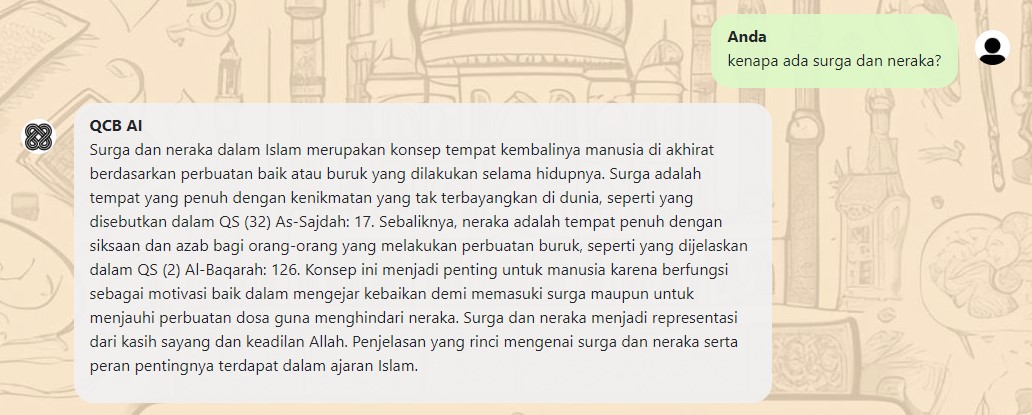 Anda
kenapa ada surga dan neraka?
QCB AI
Surga dan neraka dalam Islam merupakan konsep tempat kembalinya manusia di akhirat
berdasarkan perbuatan baik atau buruk yang dilakukan selama hidupnya. Surga adalah
tempat yang penuh dengan kenikmatan yang tak terbayangkan di dunia, seperti yang
disebutkan dalam QS (32) As-Sajdah: 17. Sebaliknya, neraka adalah tempat penuh dengan
siksaan dan azab bagi orang-orang yang melakukan perbuatan buruk, seperti yang dijelaskan
dalam QS (2) Al-Baqarah: 126. Konsep ini menjadi penting untuk manusia karena berfungsi
sebagai motivasi baik dalam mengejar kebaikan demi memasuki surga maupun untuk
menjauhi perbuatan dosa guna menghindari neraka. Surga dan neraka menjadi representasi
dari kasih sayang dan keadilan Allah. Penjelasan yang rinci mengenai surga dan neraka serta
peran pentingnya terdapat dalam ajaran Islam.